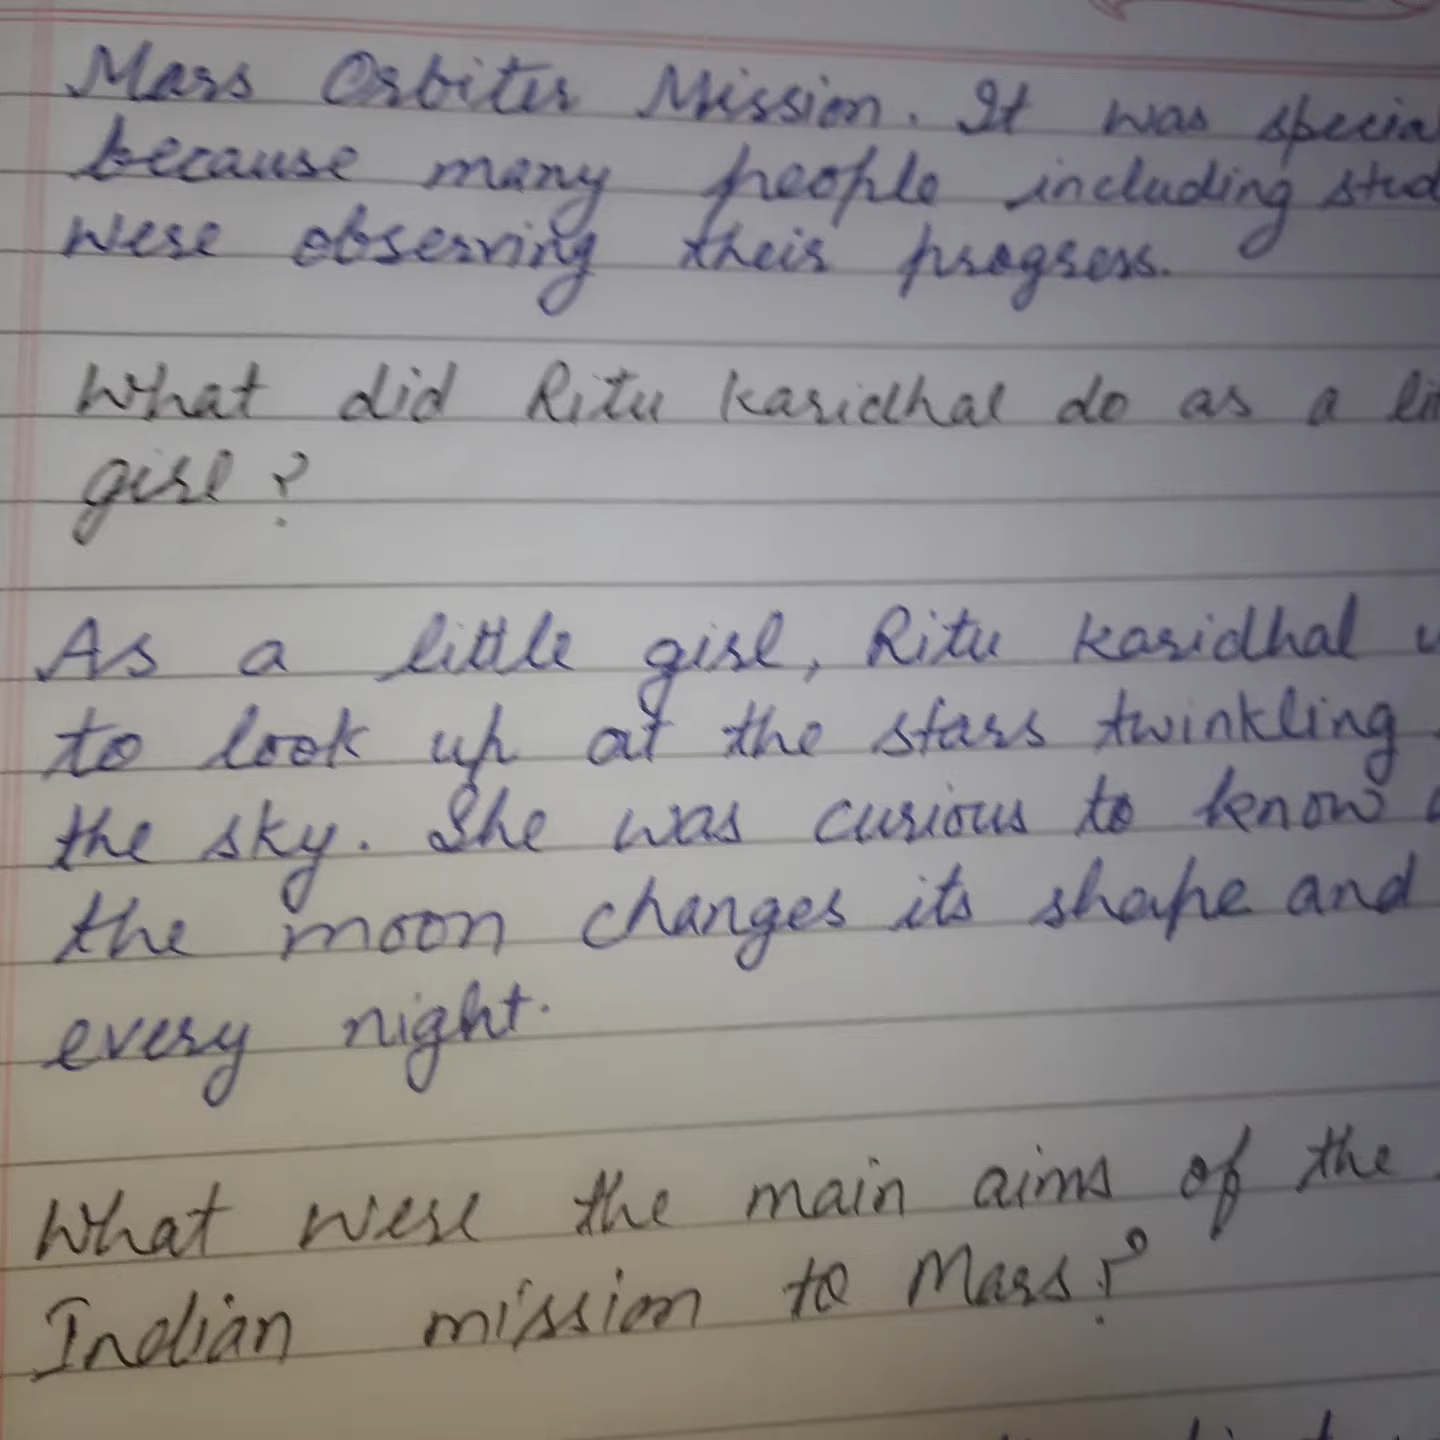 Mars Orbiter Mission. It was special
because many people including stud
were observing their progress.
What did Ritu karidhal do as a lit
girl?
As a little girl, Ritu karidhal u
to look up at the stars twinkling
the sky. She was curious to know
the moon changes its shape and
every night.
What were the main aims of the
Indian mission to Mars?